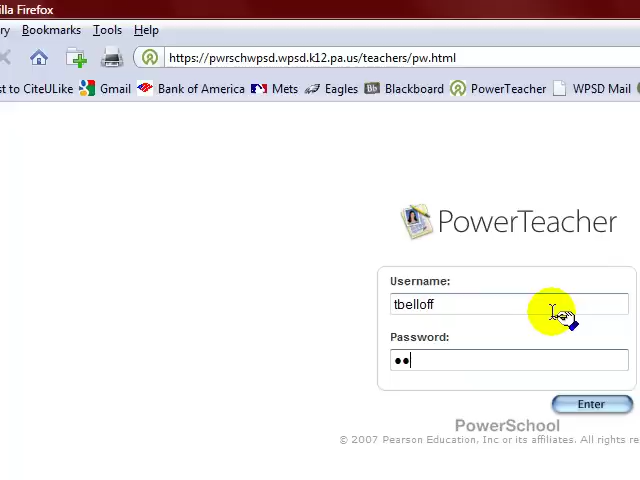 illa Firefox
ry Bookmarks Tools Help
https://pwrschwpsd.wpsd.k12.pa.us/teachers/pw.html
st to CiteULike Gmail Bank of America Mets Eagles Bb Blackboard PowerTeacher WPSD Mail
PowerTeacher
Username:
tbelloff
Password:
Enter
PowerSchool
© 2007 Pearson Education, Inc or its affiliates. All rights re